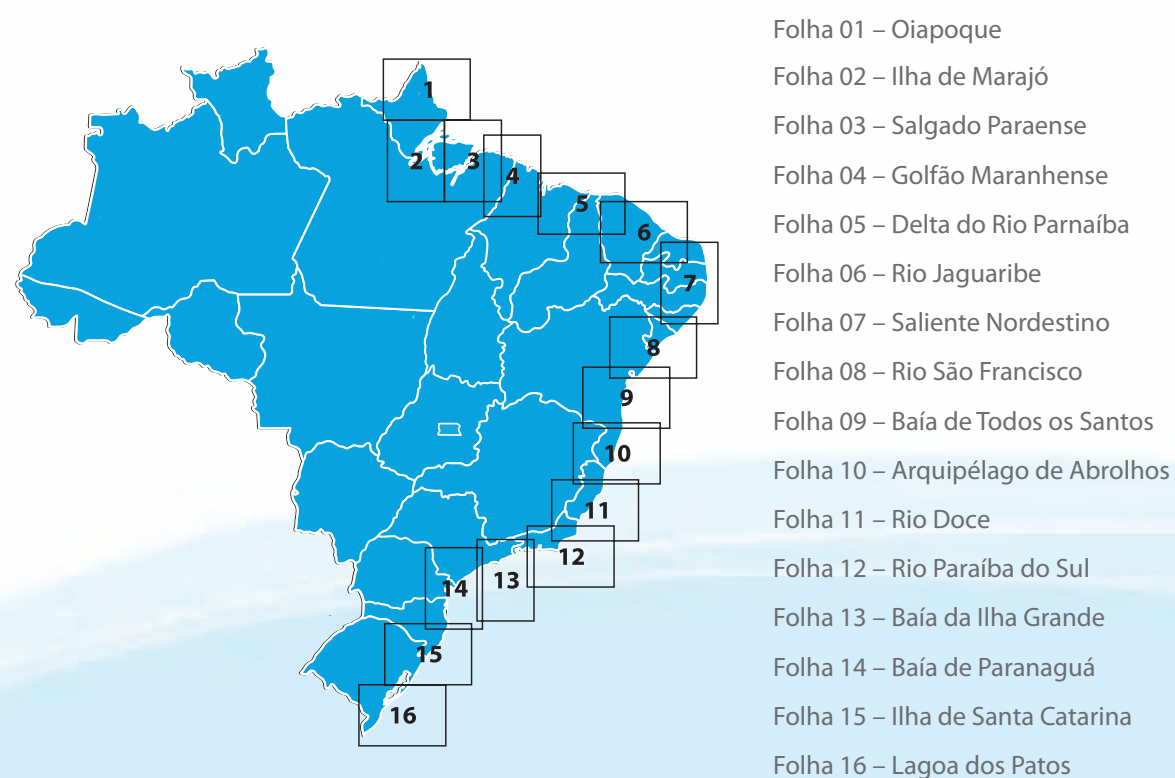 1
2
3
4
5
6
7
8
9
10
11
12
13
14
15
16
Folha 01 – Oiapoque
Folha 02 – Ilha de Marajó
Folha 03 – Salgado Paraense
Folha 04 – Golfão Maranhense
Folha 05 – Delta do Rio Parnaíba
Folha 06 – Rio Jaguaribe
Folha 07 – Saliente Nordestino
Folha 08 – Rio São Francisco
Folha 09 – Baía de Todos os Santos
Folha 10 – Arquipélago de Abrolhos
Folha 11 – Rio Doce
Folha 12 – Rio Paraíba do Sul
Folha 13 – Baía da Ilha Grande
Folha 14 – Baía de Paranaguá
Folha 15 – Ilha de Santa Catarina
Folha 16 – Lagoa dos Patos